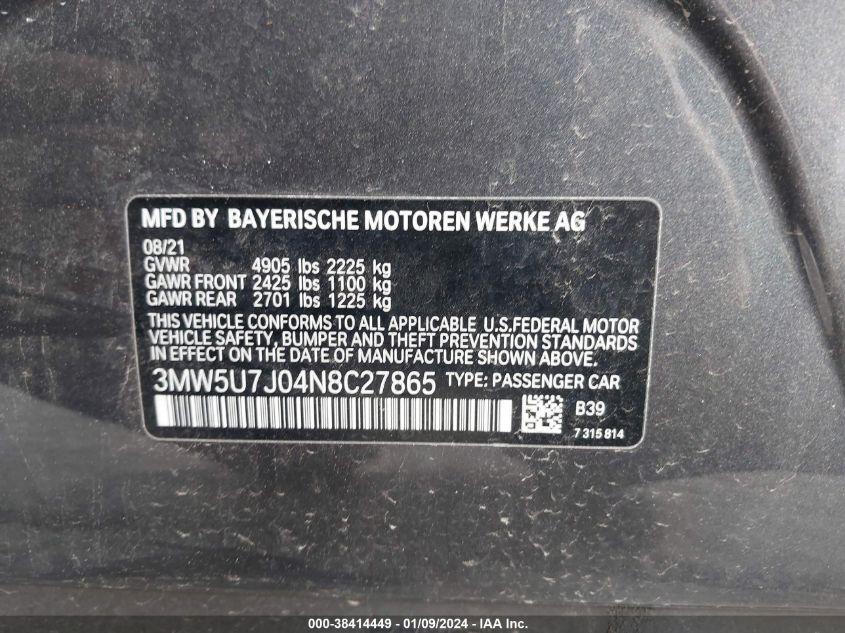 MFD BY BAYERISCHE MOTOREN WERKE AG
08/21
GVWR 4905 lbs 2225 kg
GAWR FRONT 2425 lbs 1100 kg
GAWR REAR 2701 lbs 1225 kg
THIS VEHICLE CONFORMS TO ALL APPLICABLE U.S.FEDERAL MOTOR
VEHICLE SAFETY, BUMPER AND THEFT PREVENTION STANDARDS
IN EFFECT ON THE DATE OF MANUFACTURE SHOWN ABOVE.
3MW5U7J04N8C27865 TYPE: PASSENGER CAR
B39
7 315 814
000-38414449 - 01/09/2024 - IAA Inc.